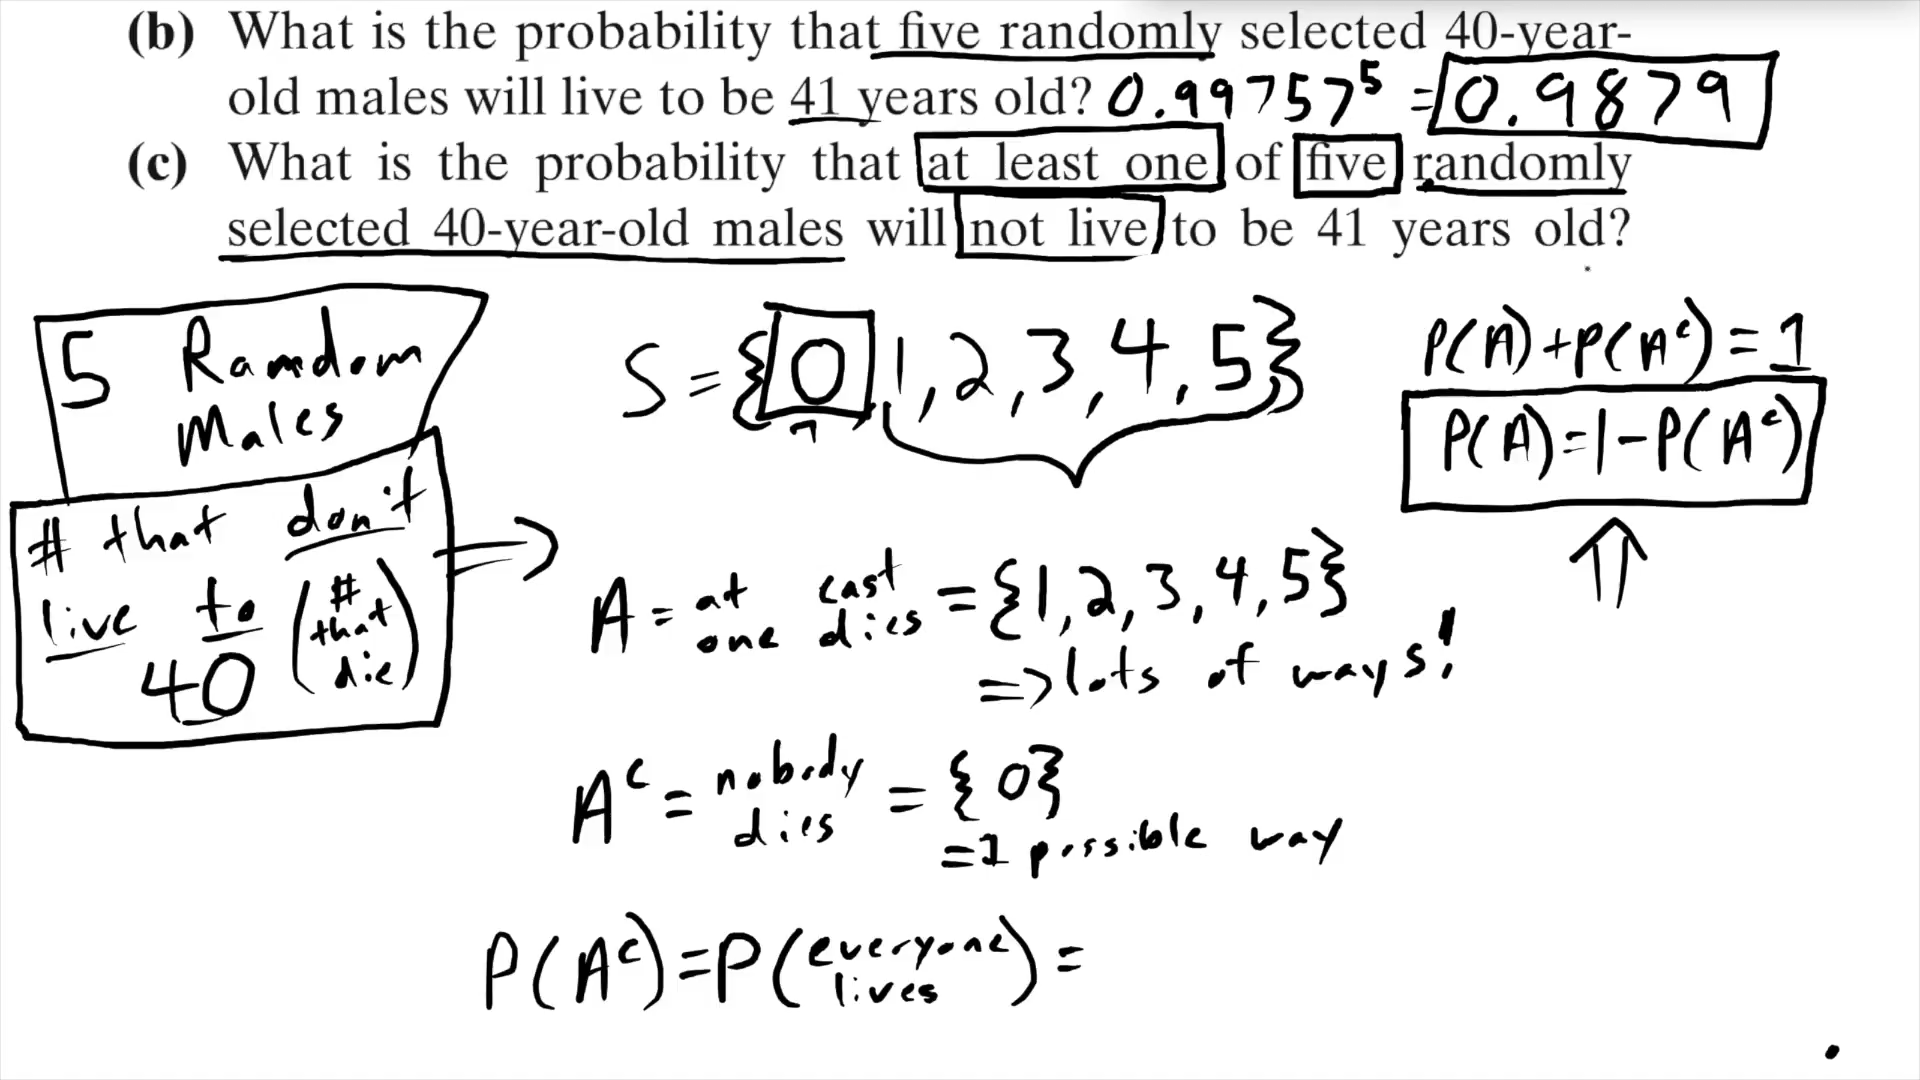 (b) What is the probability that five randomly selected 40-year-
old males will live to be 41 years old? 0.99757⁵ = 0.9879
(c) What is the probability that at least one of five randomly
selected 40-year-old males will not live to be 41 years old?
5 Random
Males
# that don't
live to
40
(#
that
die)
S = {0, 1, 2, 3, 4, 5}
P(A)+P(Aᶜ)=1
P(A)=1-P(Aᶜ)
A = at east
one dies = {1, 2, 3, 4, 5}
=> lots of ways!
Aᶜ = nobody
dies = {0}
=1 possible way
P(Aᶜ)=P(everyone
lives) =